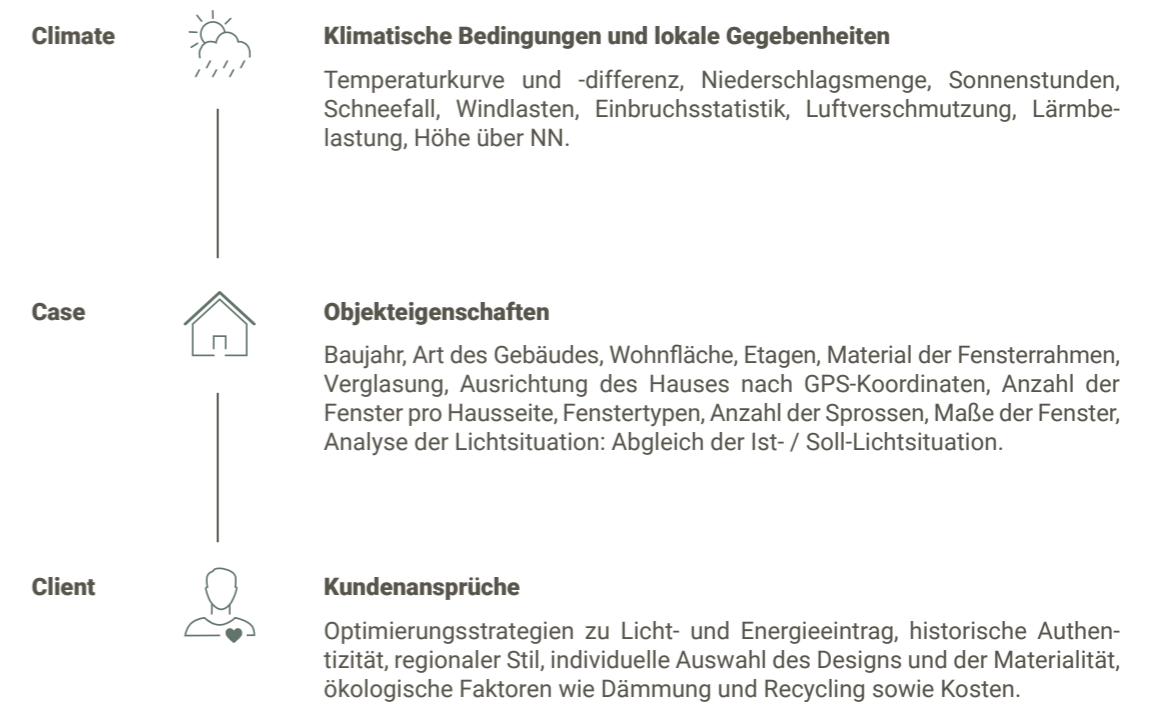 Climate
Klimatische Bedingungen und lokale Gegebenheiten
Temperaturkurve und -differenz, Niederschlagsmenge, Sonnenstunden,
Schneefall, Windlasten, Einbruchsstatistik, Luftverschmutzung, Lärmbe-
lastung, Höhe über NN.
Case
Objekteigenschaften
Baujahr, Art des Gebäudes, Wohnfläche, Etagen, Material der Fensterrahmen,
Verglasung, Ausrichtung des Hauses nach GPS-Koordinaten, Anzahl der
Fenster pro Hausseite, Fenstertypen, Anzahl der Sprossen, Maße der Fenster,
Analyse der Lichtsituation: Abgleich der Ist- / Soll-Lichtsituation.
Client
Kundenansprüche
Optimierungsstrategien zu Licht- und Energieeintrag, historische Authen-
tizität, regionaler Stil, individuelle Auswahl des Designs und der Materialität,
ökologische Faktoren wie Dämmung und Recycling sowie Kosten.